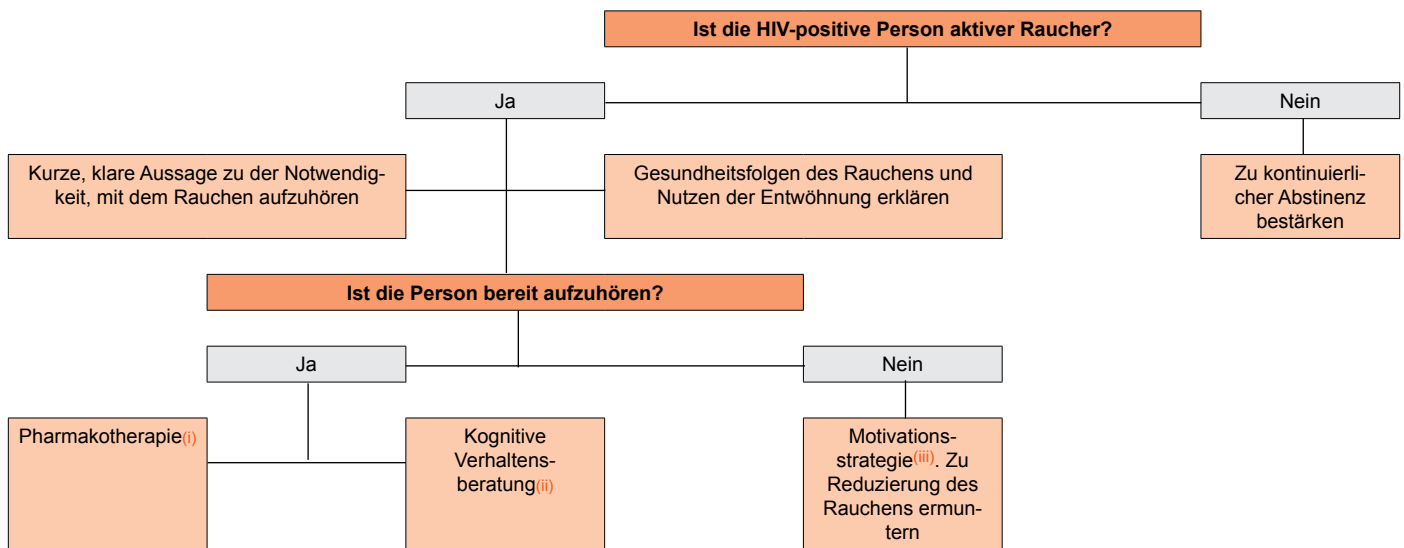 Ist die HIV-positive Person aktiver Raucher?
Ja
Nein
Kurze, klare Aussage zu der Notwendig-
keit, mit dem Rauchen aufzuhören
Gesundheitsfolgen des Rauchens und
Nutzen der Entwöhnung erklären
Zu kontinuierli-
cher Abstinenz
bestärken
Ist die Person bereit aufzuhören?
Ja
Nein
Pharmakotherapie(i)
Kognitive
Verhaltens-
beratung(ii)
Motivations-
strategie(iii). Zu
Reduzierung des
Rauchens ermun-
tern